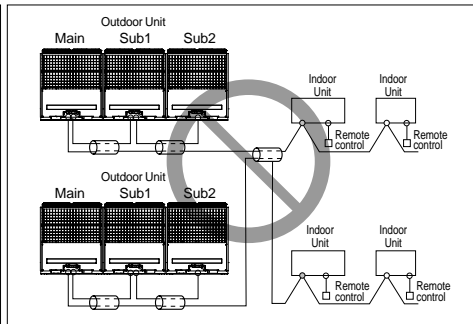 Outdoor Unit
Main Sub1 Sub2
Indoor
Unit
Indoor
Unit
Remote
control
Remote
control
Outdoor Unit
Main Sub1 Sub2
Indoor
Unit
Indoor
Unit
Remote
control
Remote
control